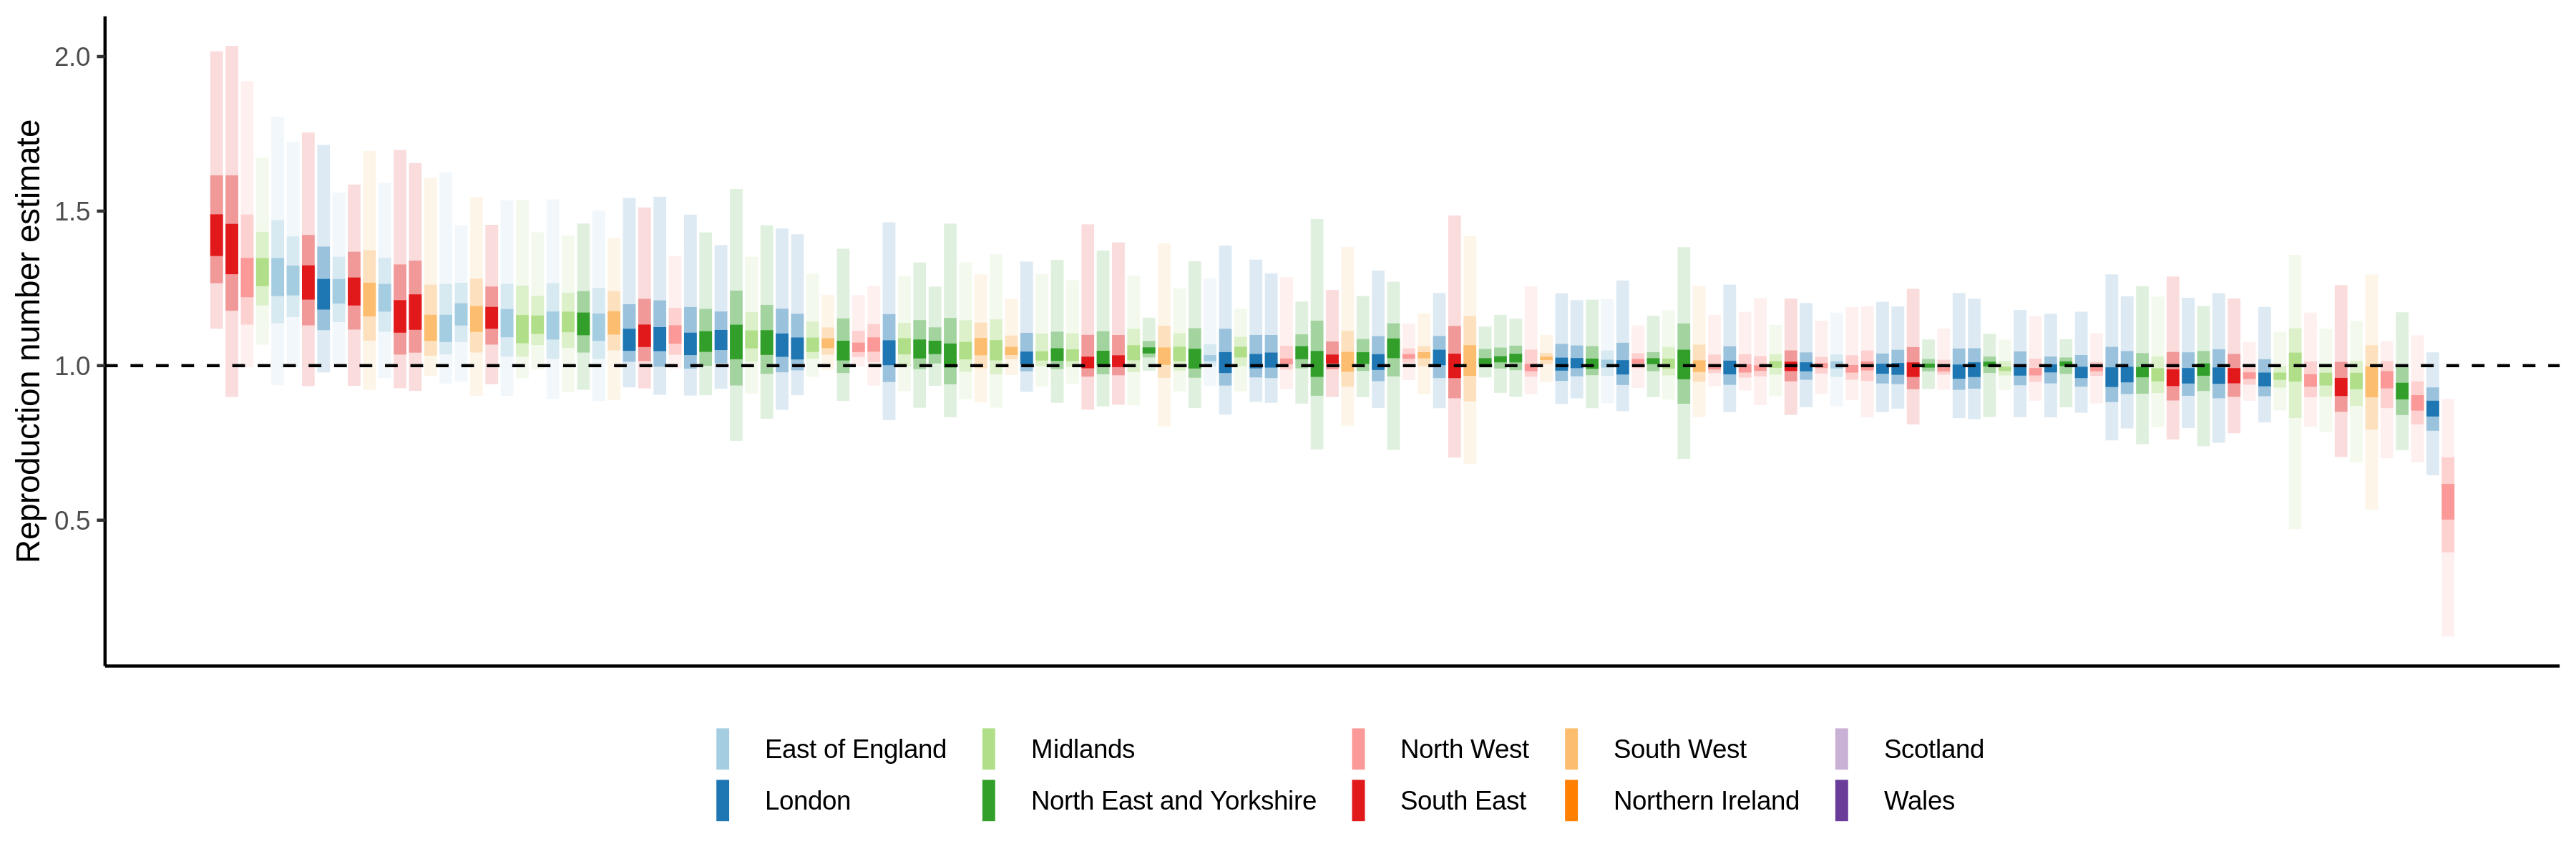 Reproduction number estimate
2.0
1.5
1.0
0.5
East of England
Midlands
North West
South West
Scotland
London
North East and Yorkshire
South East
Northern Ireland
Wales